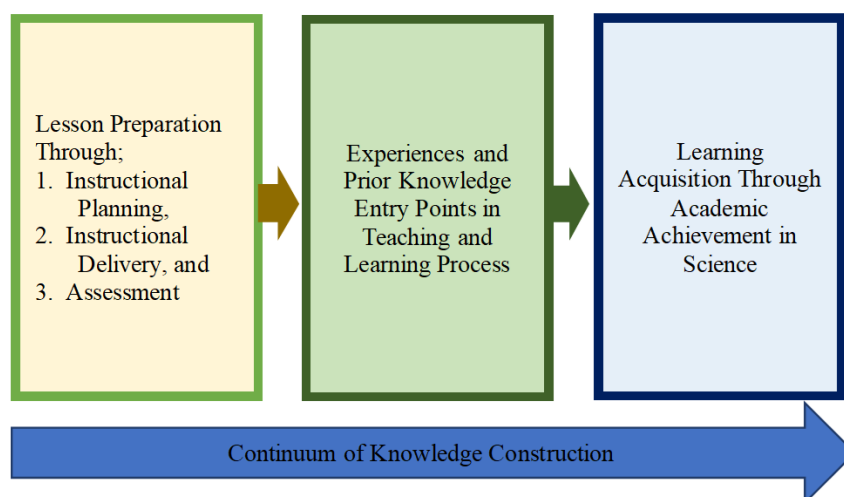 Lesson Preparation
Through;
1. Instructional
Planning,
2. Instructional
Delivery, and
3. Assessment
Experiences and
Prior Knowledge
Entry Points in
Teaching and
Learning Process
Learning
Acquisition Through
Academic
Achievement in
Science
Continuum of Knowledge Construction